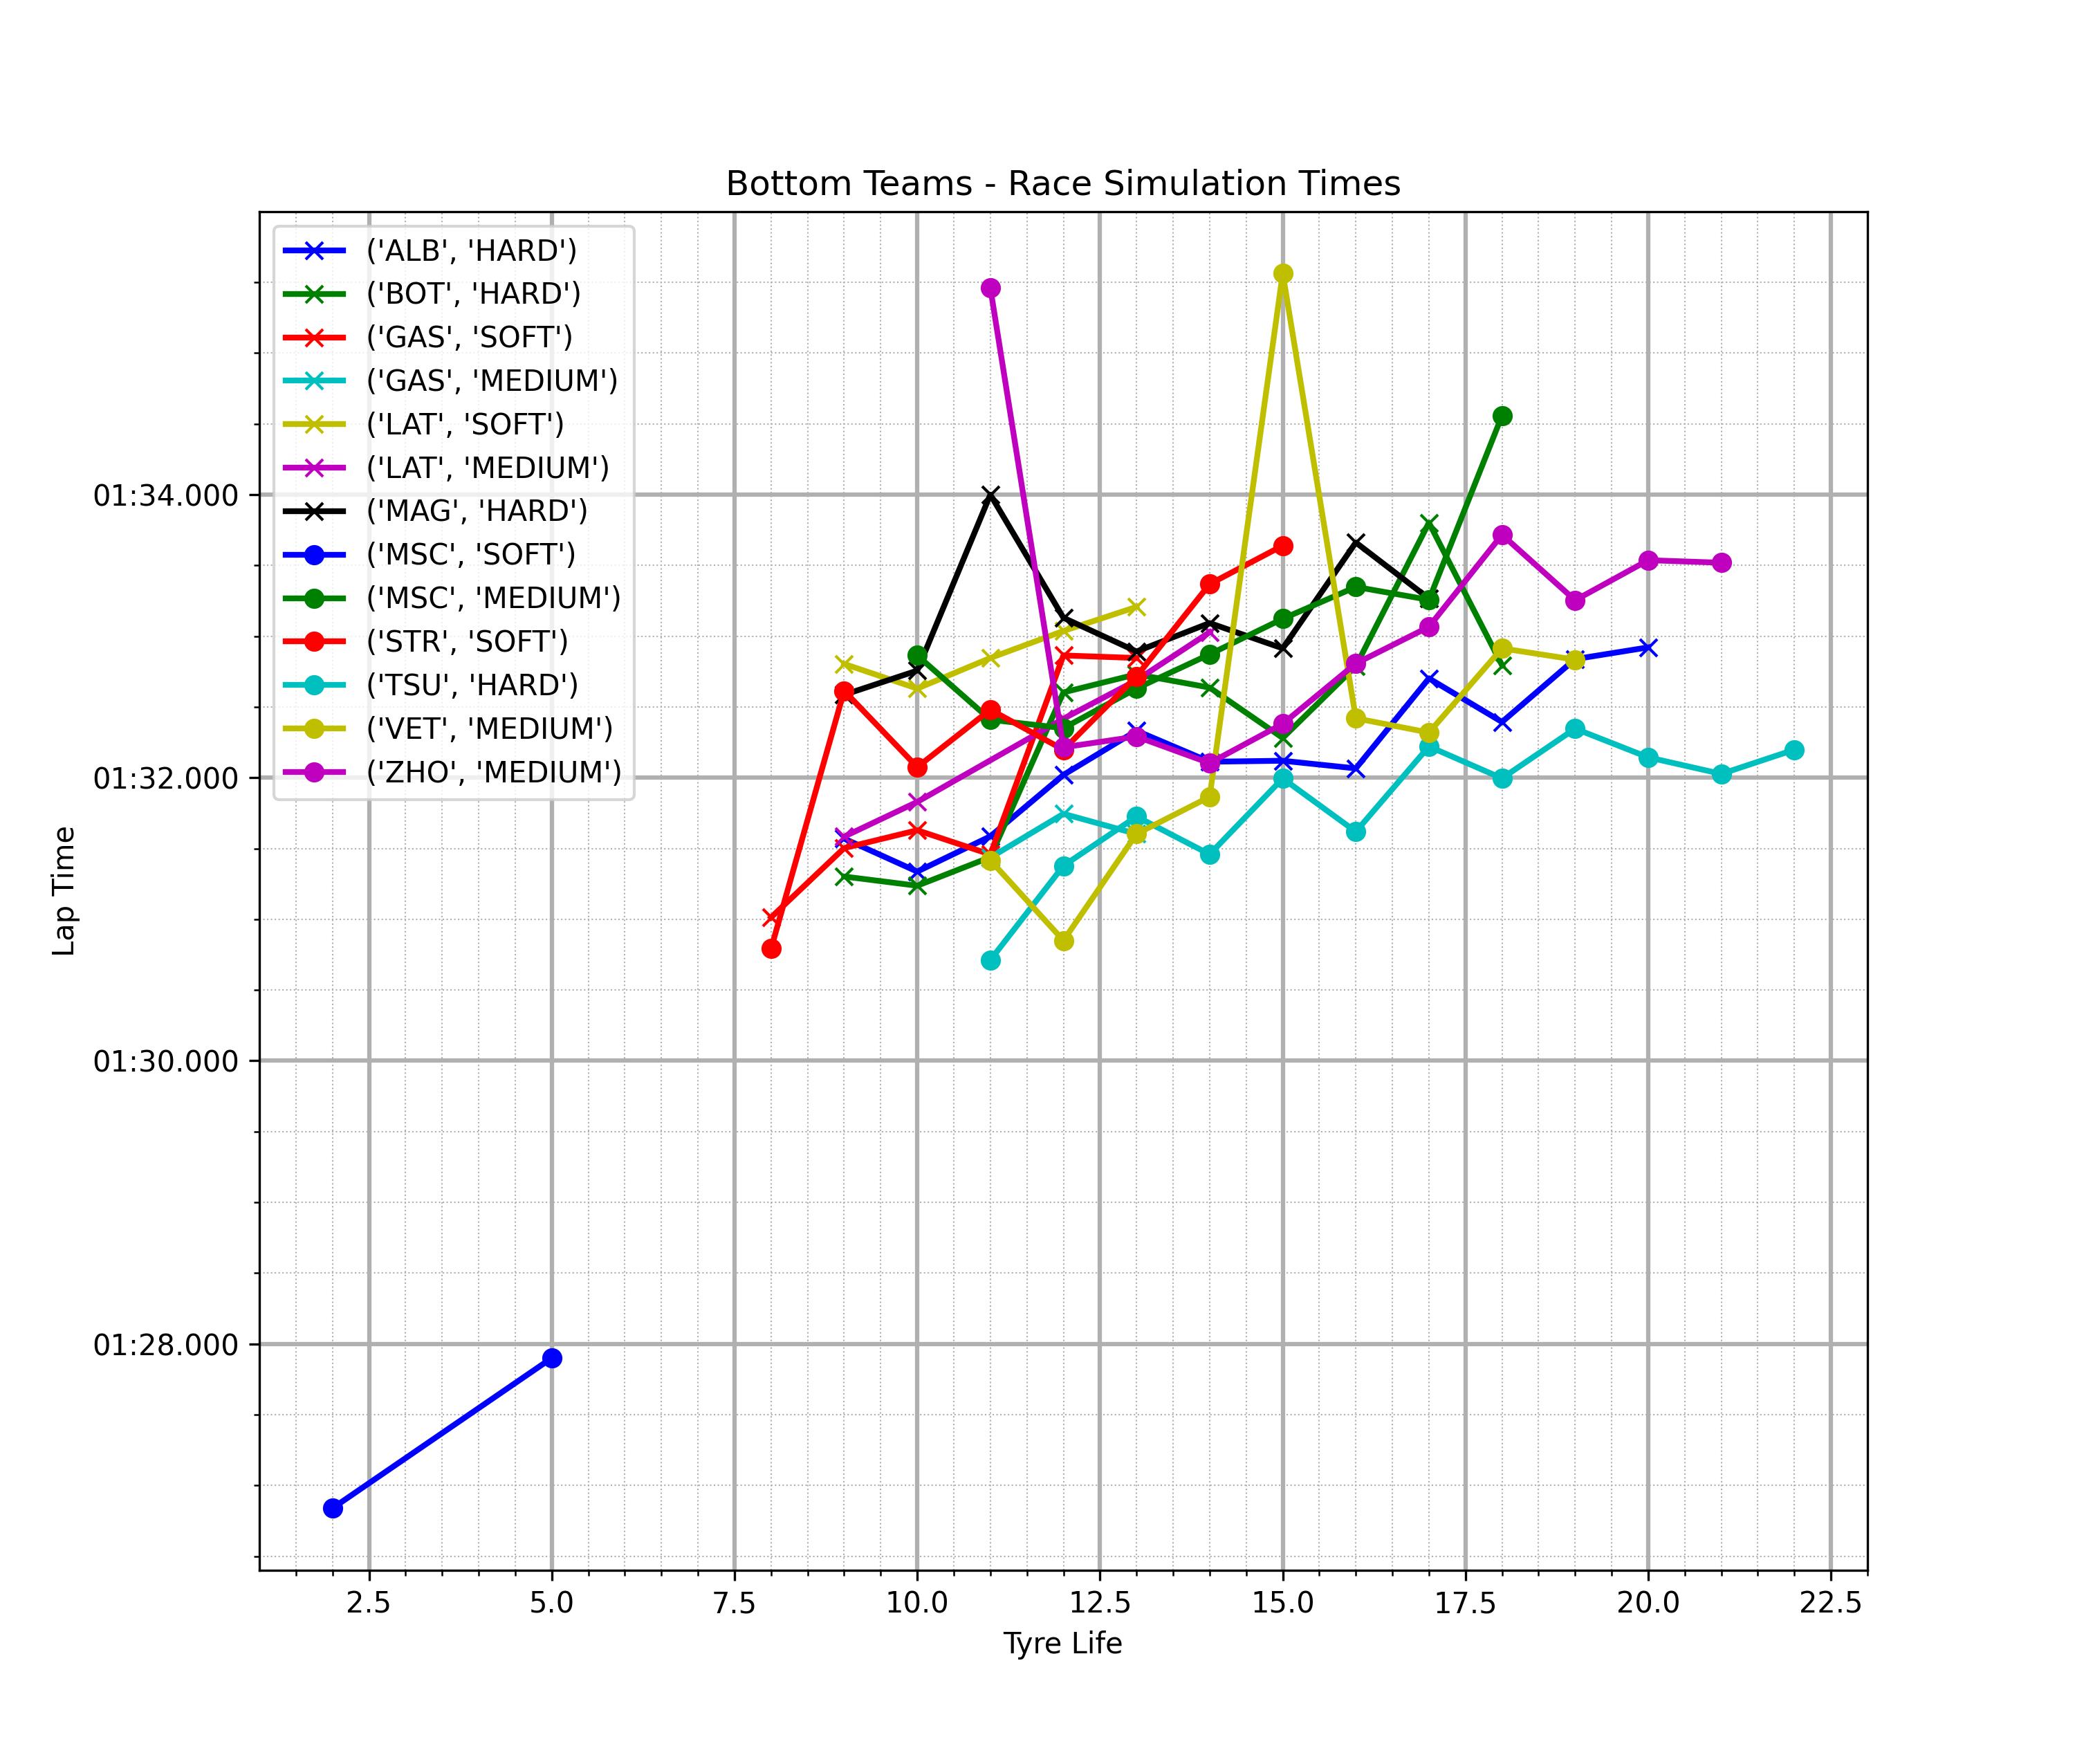 Bottom Teams - Race Simulation Times
('ALB', 'HARD')
('BOT', 'HARD')
('GAS', 'SOFT')
('GAS', 'MEDIUM')
('LAT', 'SOFT')
('LAT', 'MEDIUM')
('MAG', 'HARD')
('MSC', 'SOFT')
('MSC', 'MEDIUM')
('STR', 'SOFT')
('TSU', 'HARD')
('VET', 'MEDIUM')
('ZHO', 'MEDIUM')
01:34.000
01:32.000
01:30.000
01:28.000
Lap Time
2.5 5.0 7.5 10.0 12.5 15.0 17.5 20.0 22.5
Tyre Life